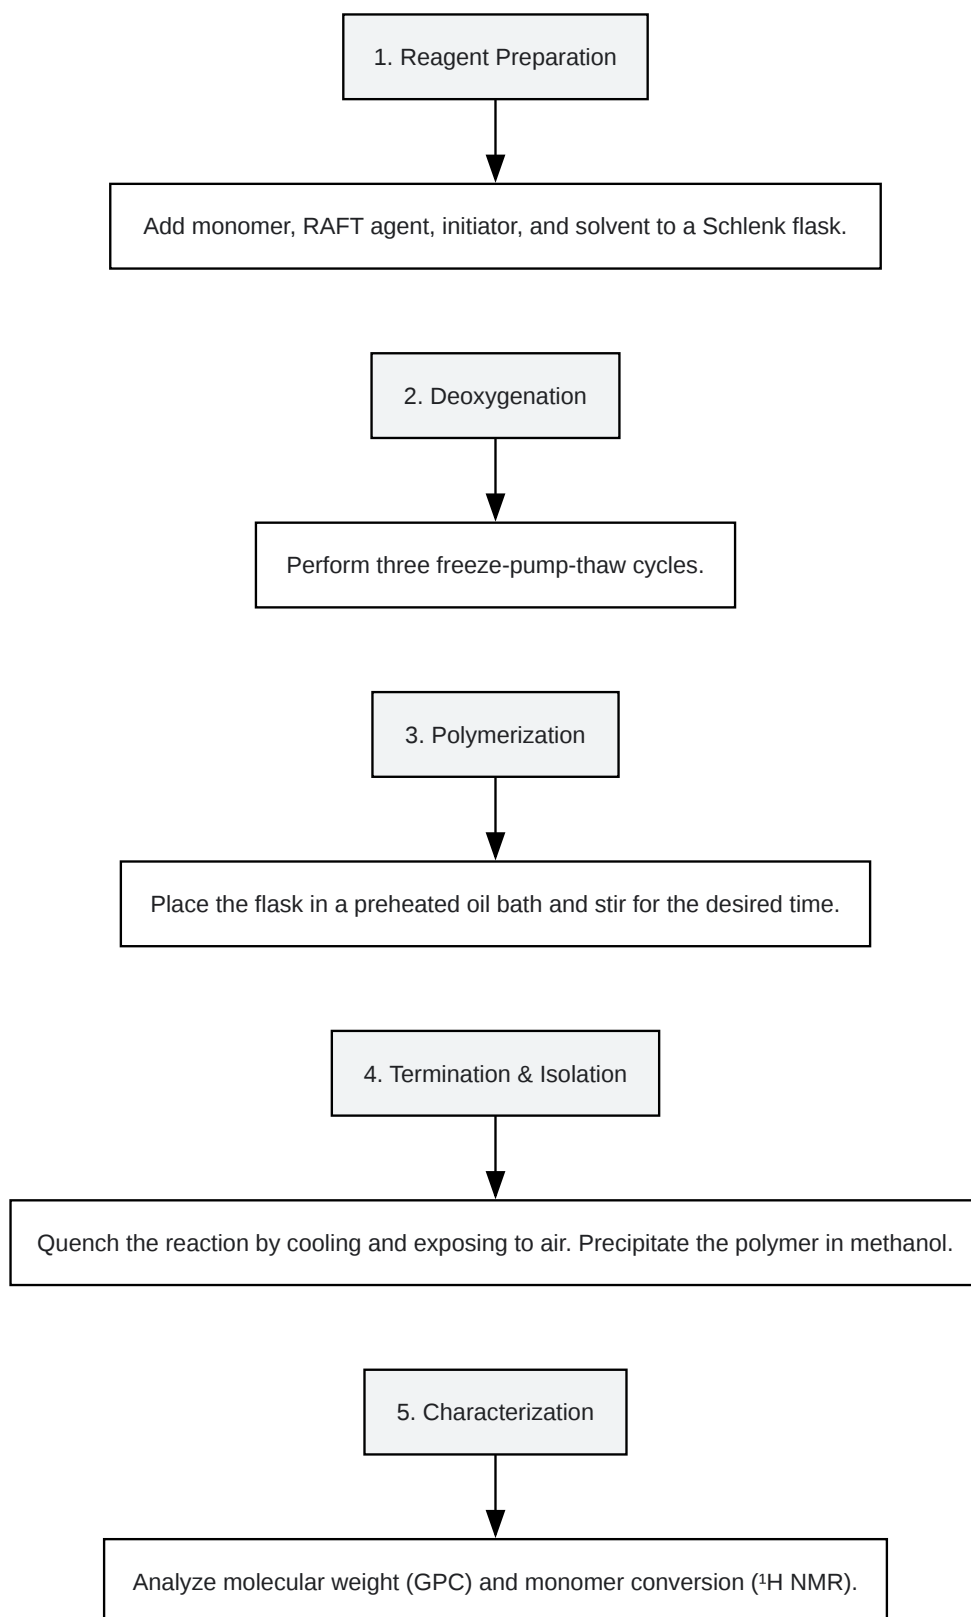 1. Reagent Preparation
Add monomer, RAFT agent, initiator, and solvent to a Schlenk flask.
2. Deoxygenation
Perform three freeze-pump-thaw cycles.
3. Polymerization
Place the flask in a preheated oil bath and stir for the desired time.
4. Termination & Isolation
Quench the reaction by cooling and exposing to air. Precipitate the polymer in methanol.
5. Characterization
Analyze molecular weight (GPC) and monomer conversion (¹H NMR).